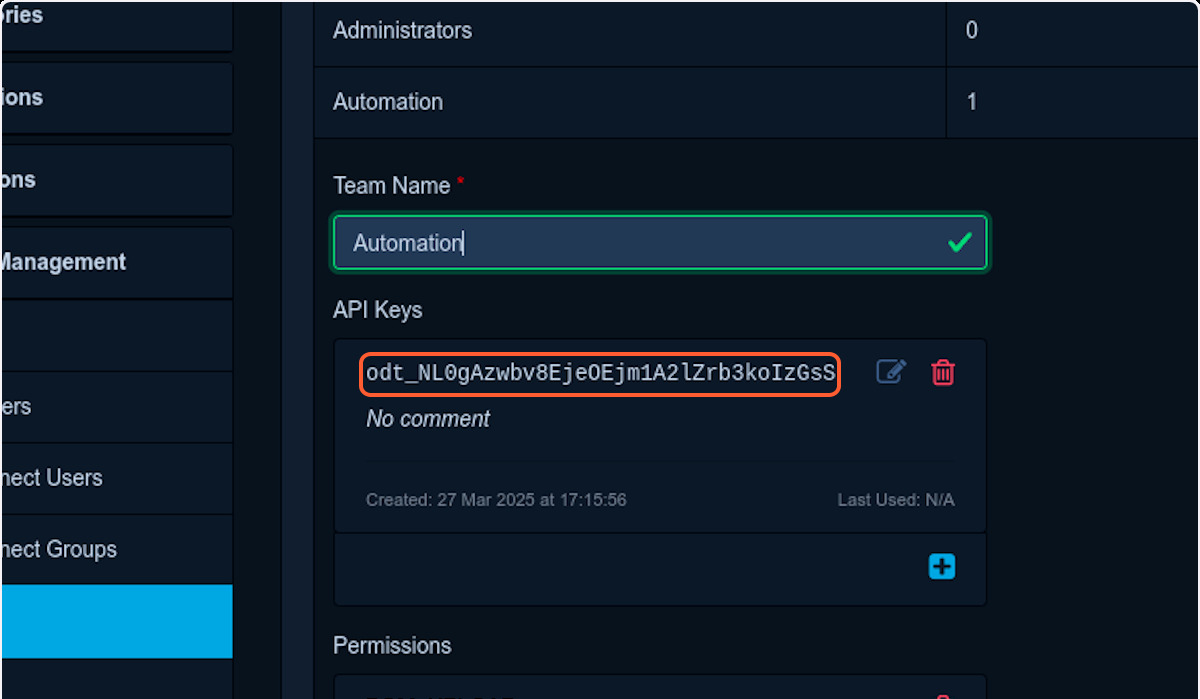 ries
Administrators 0
ions
Automation 1
ons
Team Name *
Management
Automation
API Keys
odt_NL0gAzwbv8EjeOEjm1A2lZrb3koIzGsS
No comment
ers
nect Users
Created: 27 Mar 2025 at 17:15:56 Last Used: N/A
nect Groups
Permissions